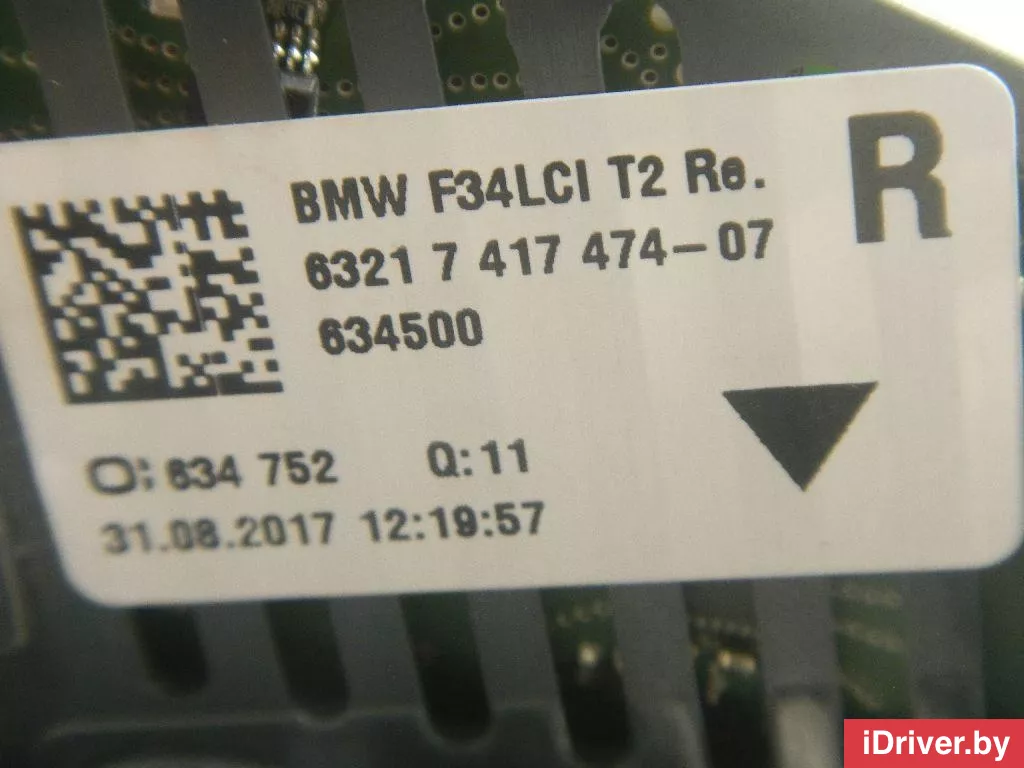 BMW F34LCI T2 Re.
R
6321 7 417 474-07
634500
O: 634 752 Q: 11
31.08.2017 12:19:57
iDriver.by